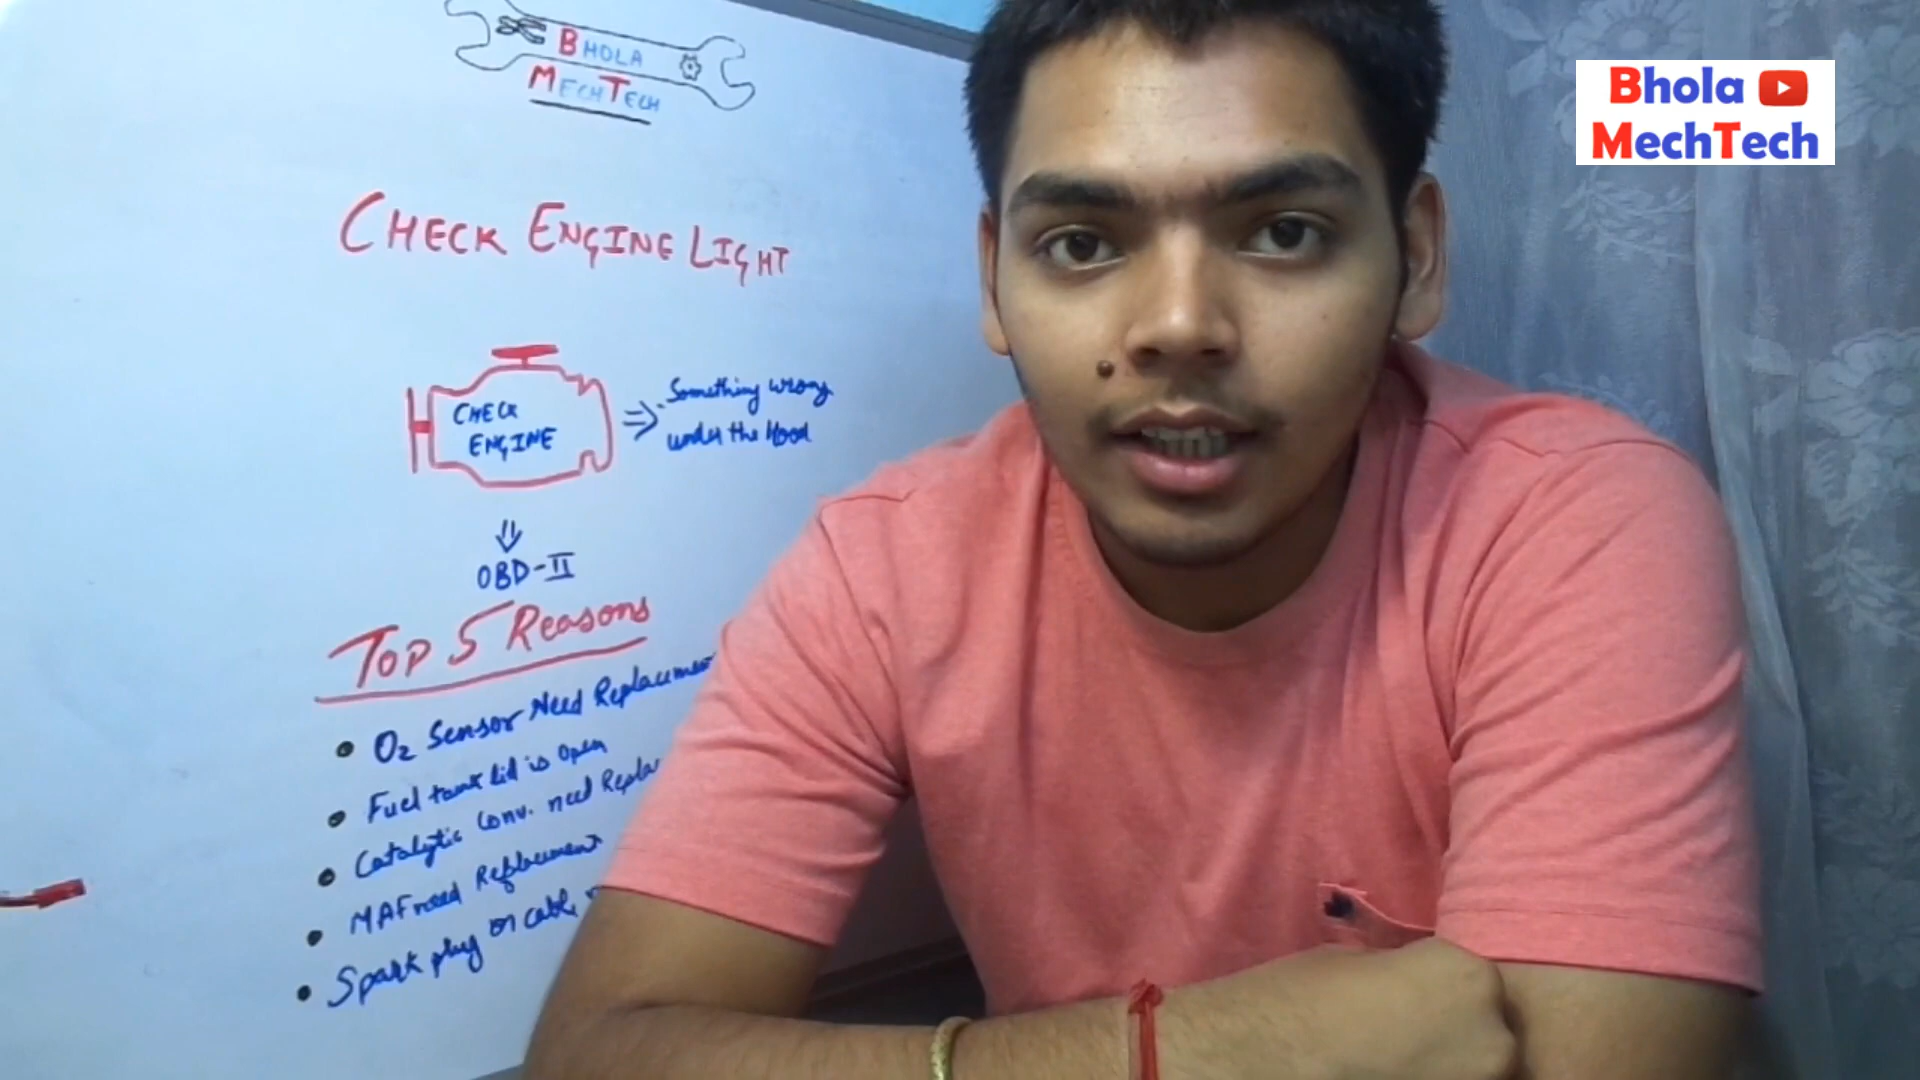 BHOLA
MECHTECH
Bhola
MechTech
CHECK ENGINE LIGHT
CHECK
ENGINE
Something wrong
under the Hood
OBD-II
TOP 5 Reasons
O2 Sensor Need Replacement
Fuel tank lid is open
Catalytic Conv. need Repla
MAF need Replacement
Spark plug or cable